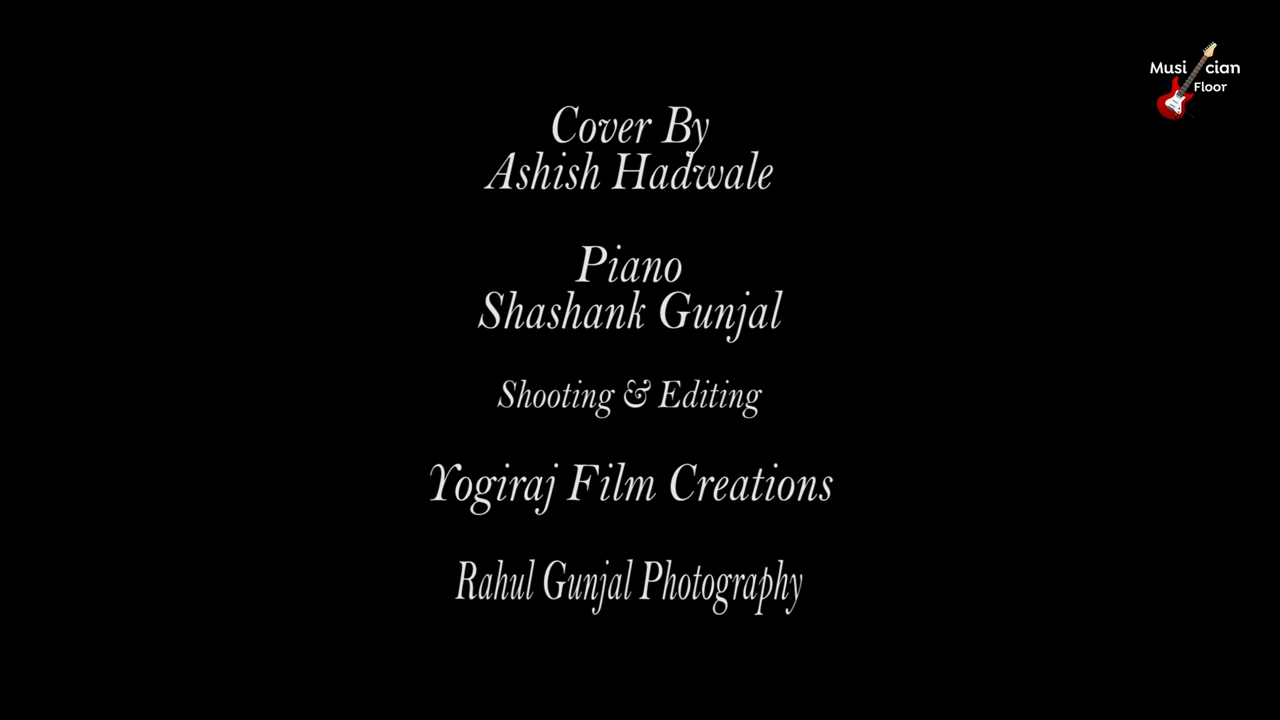 Musician
Floor
Cover By
Ashish Hadwale
Piano
Shashank Gunjal
Shooting & Editing
Yogiraj Film Creations
Rahul Gunjal Photography